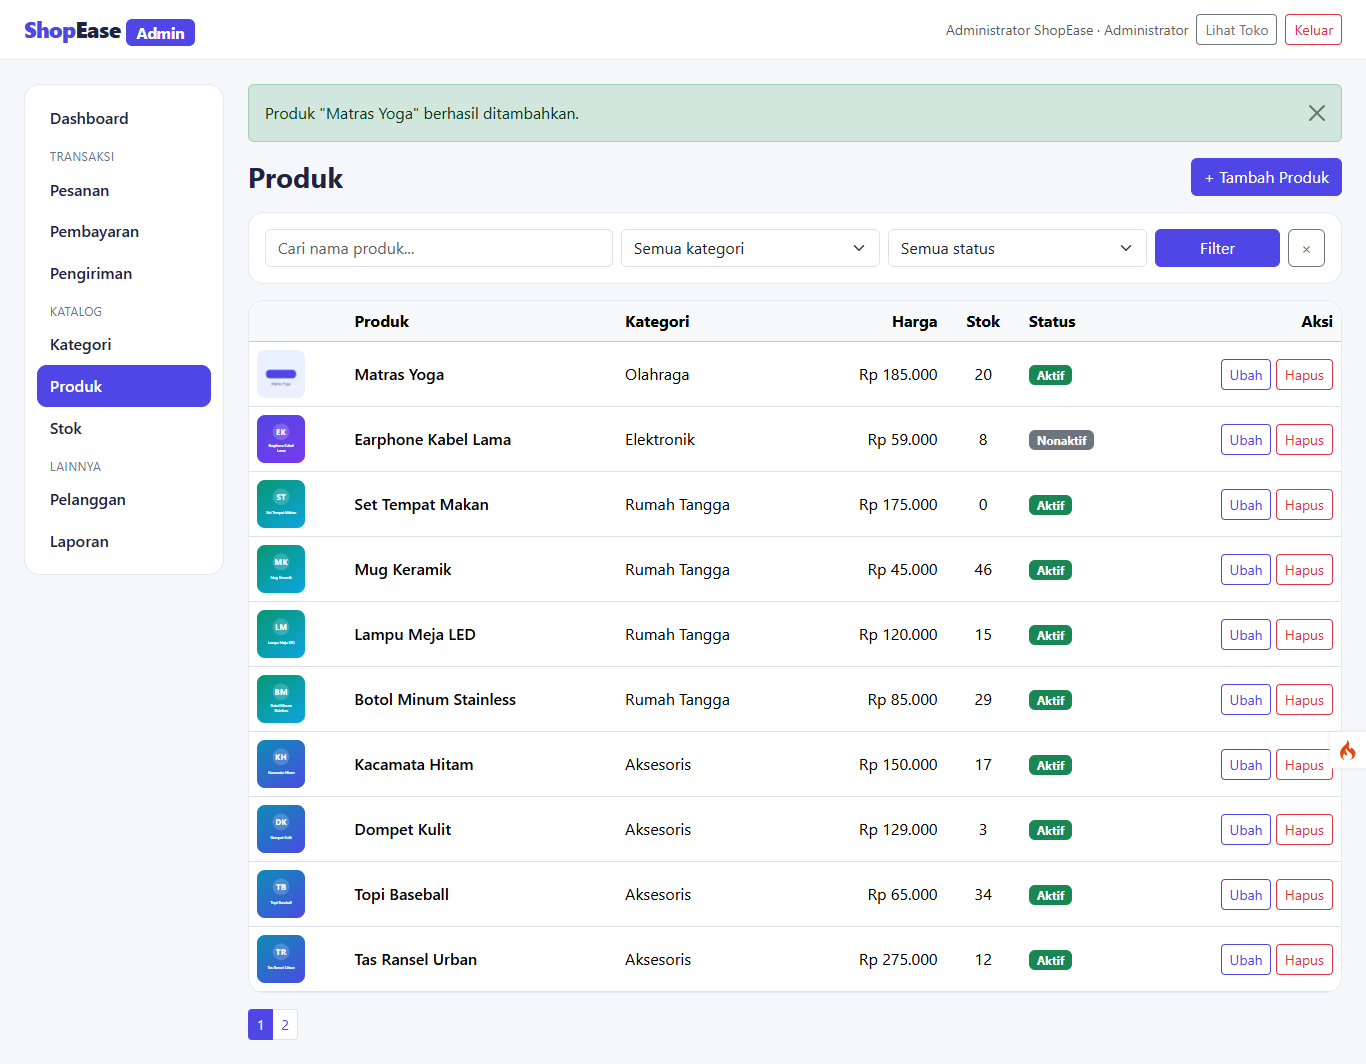 ShopEase Admin
Administrator ShopEase · Administrator Lihat Toko Keluar
Dashboard
TRANSAKSI
Pesanan
Pembayaran
Pengiriman
KATALOG
Kategori
Produk
Stok
LAINNYA
Pelanggan
Laporan
Produk "Matras Yoga" berhasil ditambahkan.
Produk
+ Tambah Produk
Cari nama produk... Semua kategori Semua status Filter ×
Produk Kategori Harga Stok Status Aksi
Matras Yoga Olahraga Rp 185.000 20 Aktif Ubah Hapus
EK Earphone Kabel Lama Elektronik Rp 59.000 8 Nonaktif Ubah Hapus
ST Set Tempat Makan Rumah Tangga Rp 175.000 0 Aktif Ubah Hapus
MK Mug Keramik Rumah Tangga Rp 45.000 46 Aktif Ubah Hapus
LM Lampu Meja LED Rumah Tangga Rp 120.000 15 Aktif Ubah Hapus
BM Botol Minum Stainless Rumah Tangga Rp 85.000 29 Aktif Ubah Hapus
KH Kacamata Hitam Aksesoris Rp 150.000 17 Aktif Ubah Hapus
DK Dompet Kulit Aksesoris Rp 129.000 3 Aktif Ubah Hapus
TB Topi Baseball Aksesoris Rp 65.000 34 Aktif Ubah Hapus
TR Tas Ransel Urban Aksesoris Rp 275.000 12 Aktif Ubah Hapus
1 2